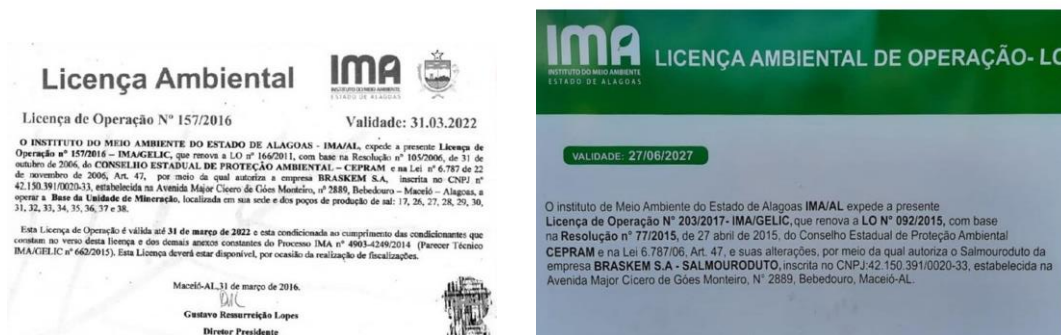 Licença Ambiental
IMA
INSTITUTO DO MEIO AMBIENTE
ESTADO DE ALAGOAS
Licença de Operação Nº 157/2016
Validade: 31.03.2022
O INSTITUTO DO MEIO AMBIENTE DO ESTADO DE ALAGOAS - IMA/AL, expede a presente Licença de
Operação nº 157/2016 – IMA/GELIC, que renova a LO nº 166/2011, com base na Resolução nº 105/2006, de 31 de
outubro de 2006, do CONSELHO ESTADUAL DE PROTEÇÃO AMBIENTAL – CEPRAM e na Lei nº 6.787 de 22
de novembro de 2006, Art. 47, por meio da qual autoriza a empresa BRASKEM S.A, inscrita no CNPJ nº
42.150.391/0020-33, estabelecida na Avenida Major Cícero de Góes Monteiro, nº 2889, Bebedouro – Maceió – Alagoas, a
operar a Base da Unidade de Mineração, localizada em sua sede e dos poços de produção de sal: 17, 26, 27, 28, 29, 30,
31, 32, 33, 34, 35, 36, 37 e 38.
Esta Licença de Operação é válida até 31 de março de 2022 e esta condicionada ao cumprimento das condicionantes que
constam no verso desta licença e dos demais anexos constantes do Processo IMA nº 4903-4249/2014 (Parecer Técnico
IMA/GELIC nº 662/2015). Esta Licença deverá estar disponível, por ocasião da realização de fiscalizações.
Maceió-AL, 31 de março de 2016.
Gustavo Ressurreição Lopes
Diretor Presidente
IMA
INSTITUTO DO MEIO AMBIENTE
ESTADO DE ALAGOAS
LICENÇA AMBIENTAL DE OPERAÇÃO- LO
VALIDADE: 27/06/2027
O instituto de Meio Ambiente do Estado de Alagoas IMA/AL expede a presente
Licença de Operação N° 203/2017- IMA/GELIC, que renova a LO N° 092/2015, com base
na Resolução n° 77/2015, de 27 de abril de 2015, do Conselho Estadual de Proteção Ambiental
CEPRAM e na Lei 6.787/06, Art. 47, e suas alterações, por meio da qual autoriza o Salmouroduto da
empresa BRASKEM S.A - SALMOURODUTO, inscrita no CNPJ:42.150.391/0020-33, estabelecida na
Avenida Major Cícero de Góes Monteiro, N° 2889, Bebedouro, Maceió-AL.